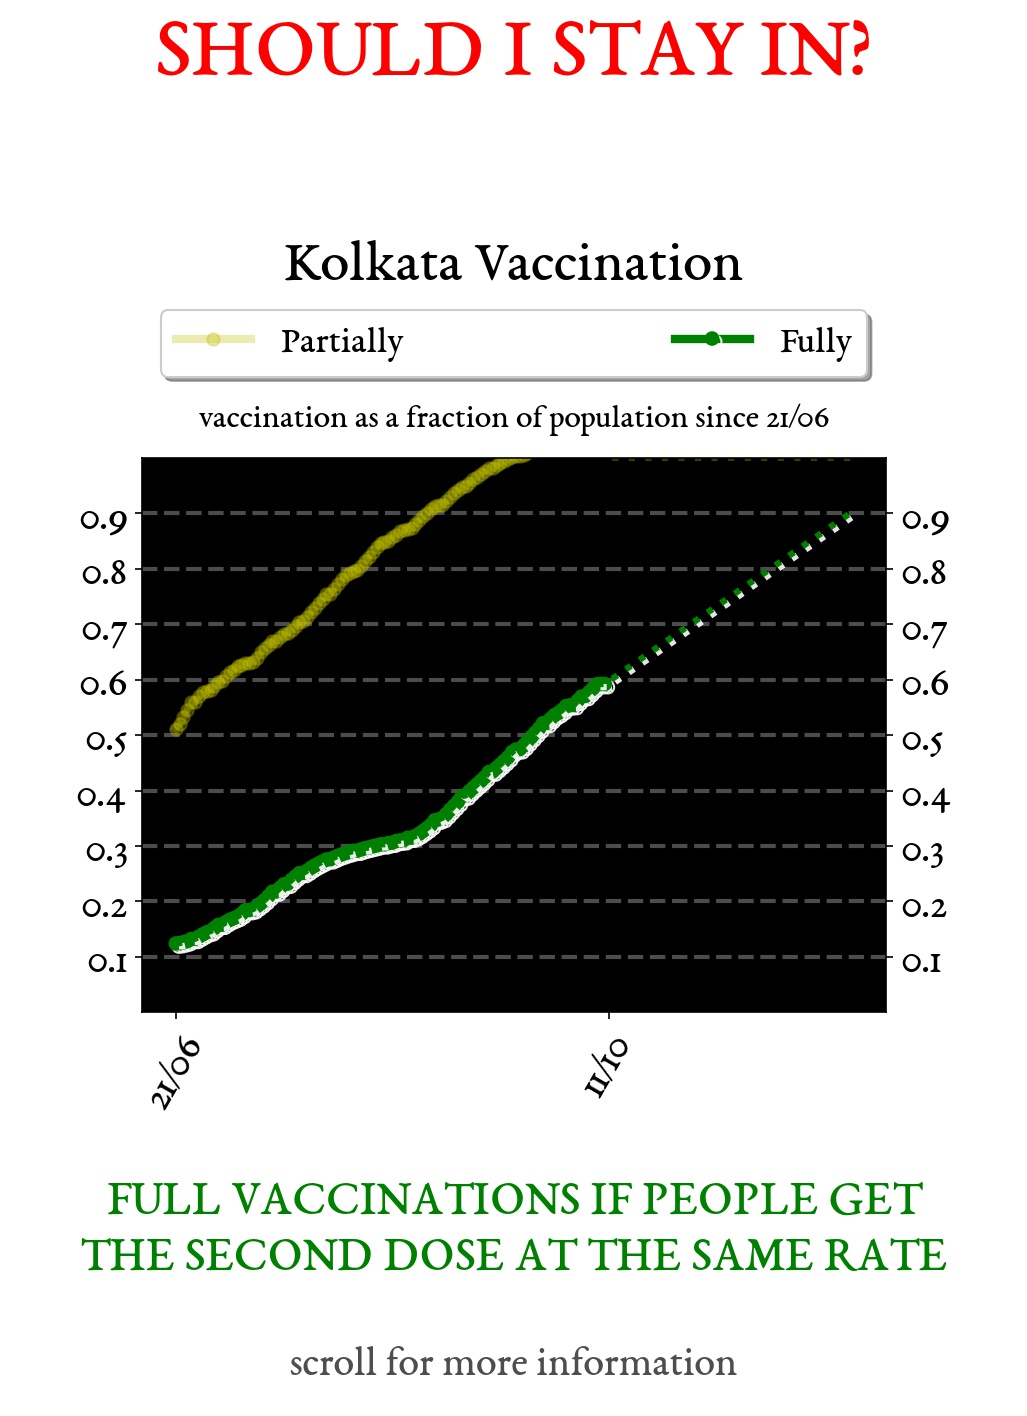 SHOULD I STAY IN?
Kolkata Vaccination
Partially
Fully
vaccination as a fraction of population since 21/06
0.9 0.9
0.8 0.8
0.7 0.7
0.6 0.6
0.5 0.5
0.4 0.4
0.3 0.3
0.2 0.2
0.1 0.1
21/06 11/10
FULL VACCINATIONS IF PEOPLE GET
THE SECOND DOSE AT THE SAME RATE
scroll for more information